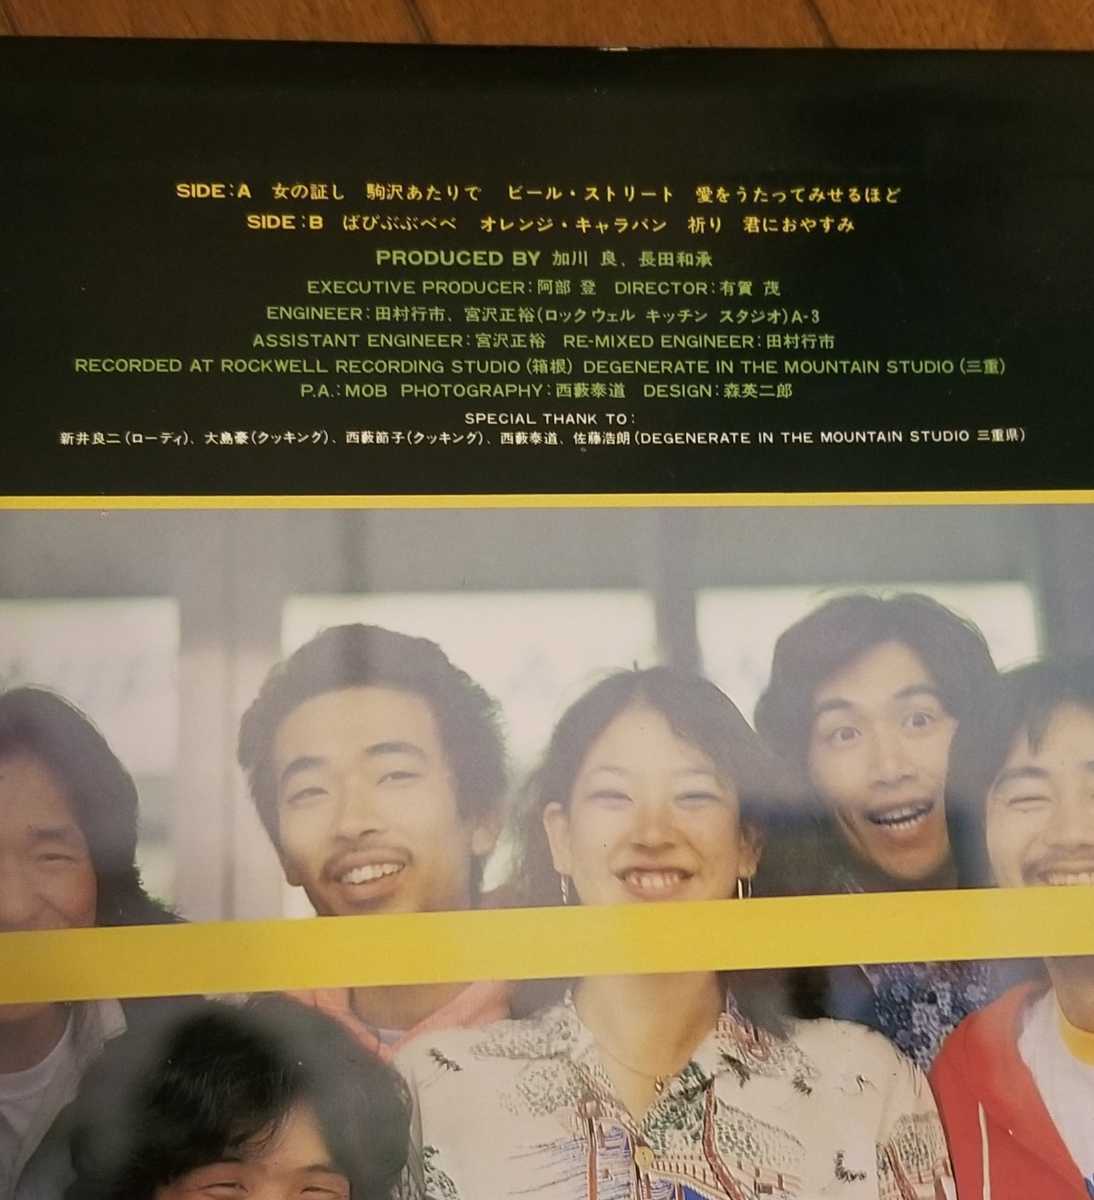 SIDE:A 女の証し 駒沢あたりで ビール・ストリート 愛をうたってみせるほど
SIDE:B ばびぶぶべべ オレンジ・キャラバン 祈り 君におやすみ
PRODUCED BY 加川 良、長田和承
EXECUTIVE PRODUCER:阿部 登 DIRECTOR:有賀 茂
ENGINEER:田村行市、宮沢正裕(ロックウェル キッチン スタジオ)A-3
ASSISTANT ENGINEER:宮沢正裕 RE-MIXED ENGINEER:田村行市
RECORDED AT ROCKWELL RECORDING STUDIO(箱根) DEGENERATE IN THE MOUNTAIN STUDIO(三重)
P.A.:MOB PHOTOGRAPHY:西藪泰道 DESIGN:森英二郎
SPECIAL THANK TO:
新井良二(ローディ)、大島豪(クッキング)、西藪節子(クッキング)、西藪泰道、佐藤浩朗(DEGENERATE IN THE MOUNTAIN STUDIO 三重県)